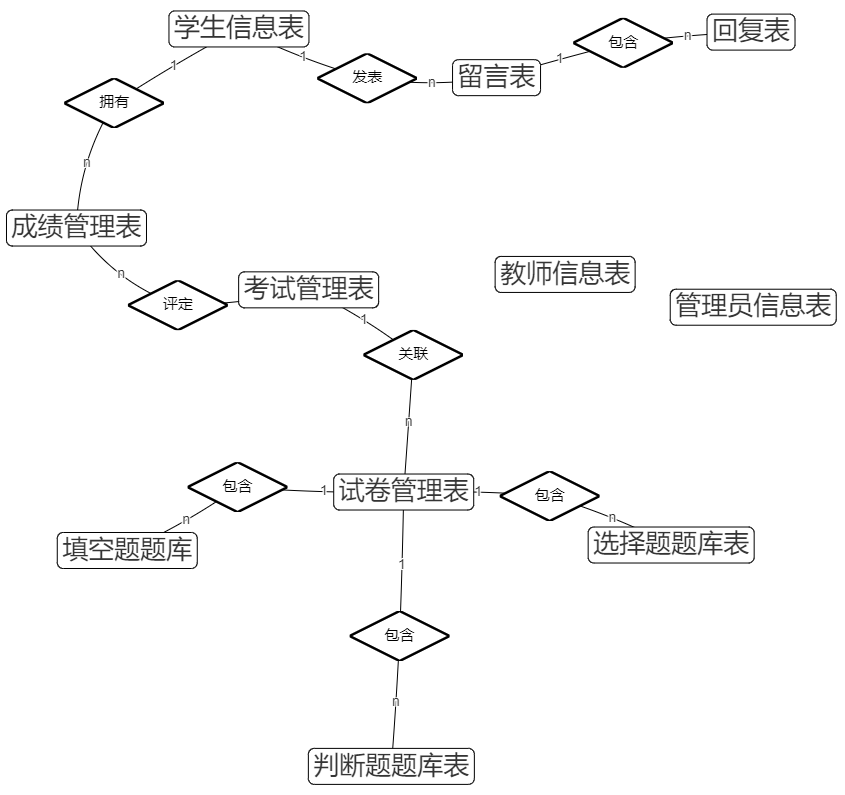 学生信息表
1
1
拥有
n
发表
n
留言表
1
包含
n
回复表
成绩管理表
n
评定
考试管理表
1
关联
n
教师信息表
管理员信息表
试卷管理表
1
包含
n
填空题题库
1
包含
n
选择题题库表
1
包含
n
判断题题库表